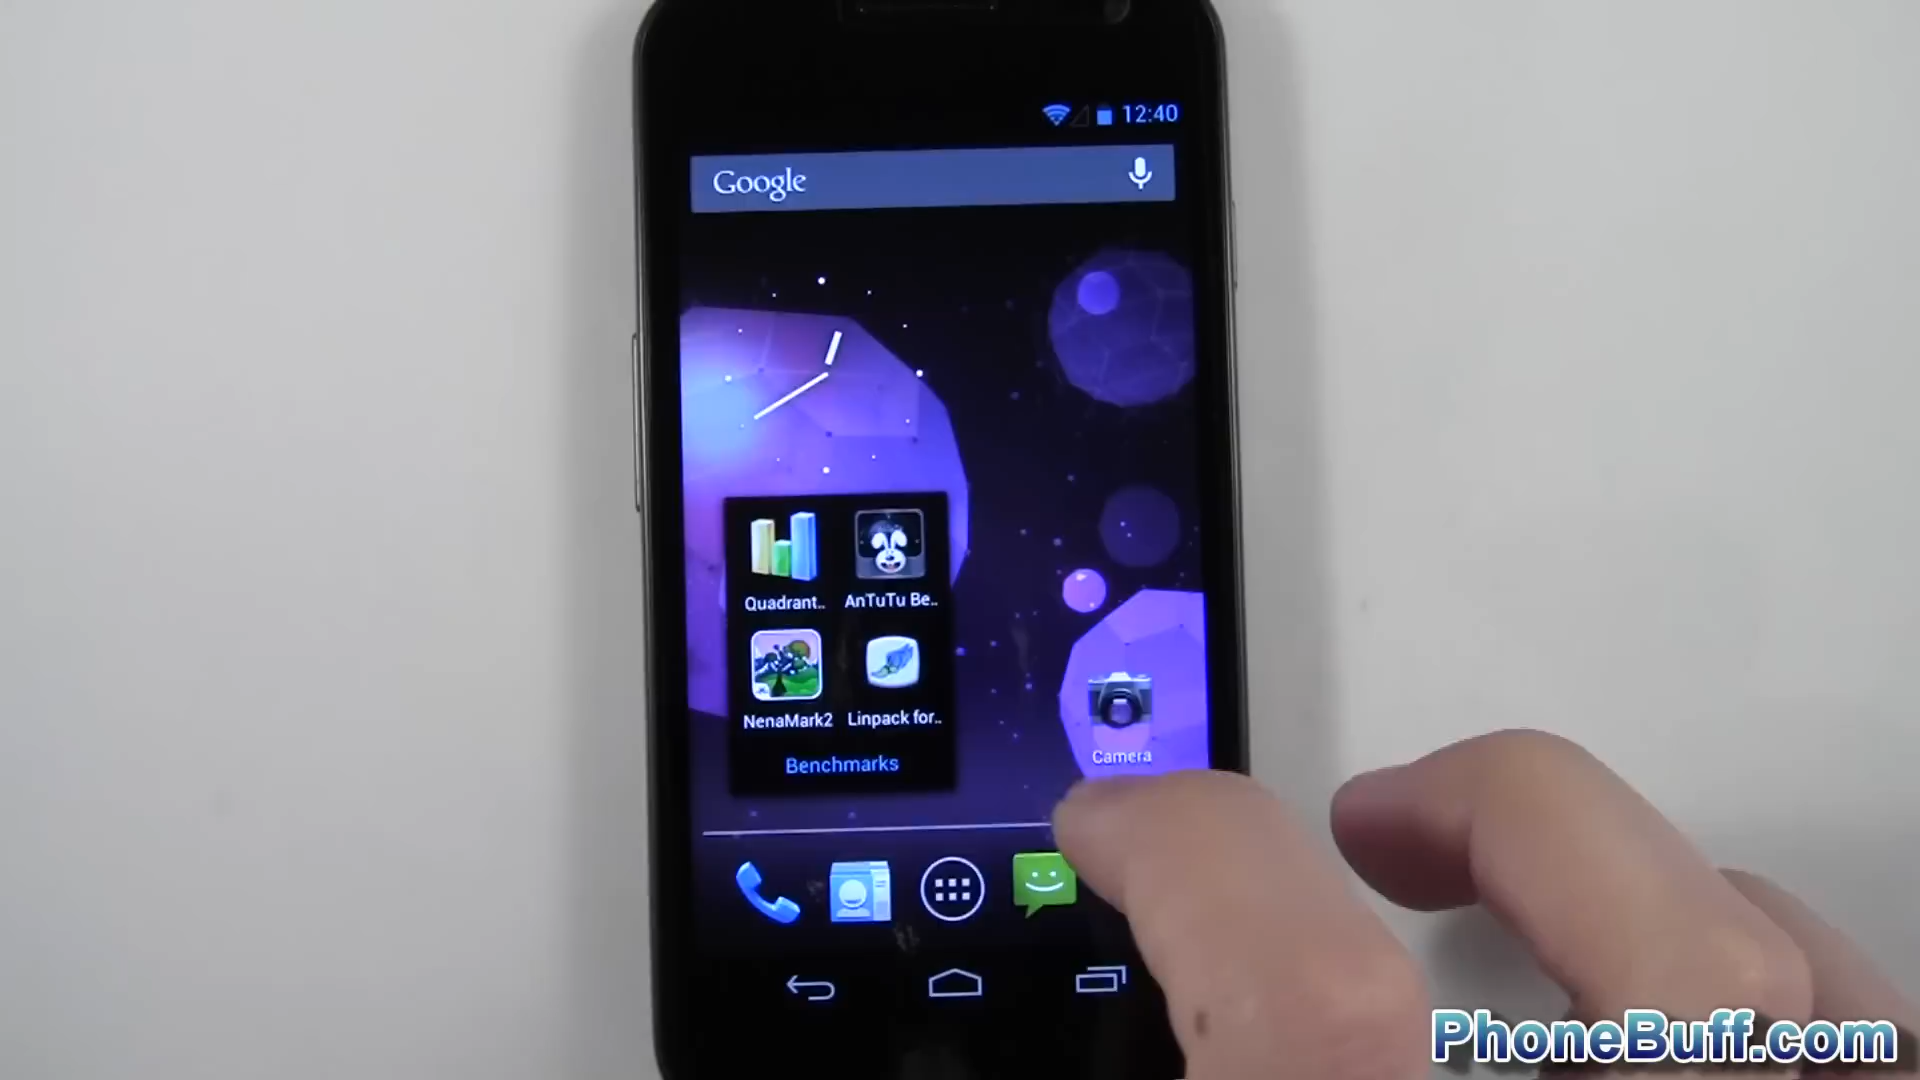 12:40
Google
Quadrant..
AnTuTu Be..
NenaMark2
Linpack for..
Benchmarks
Camera
PhoneBuff.com